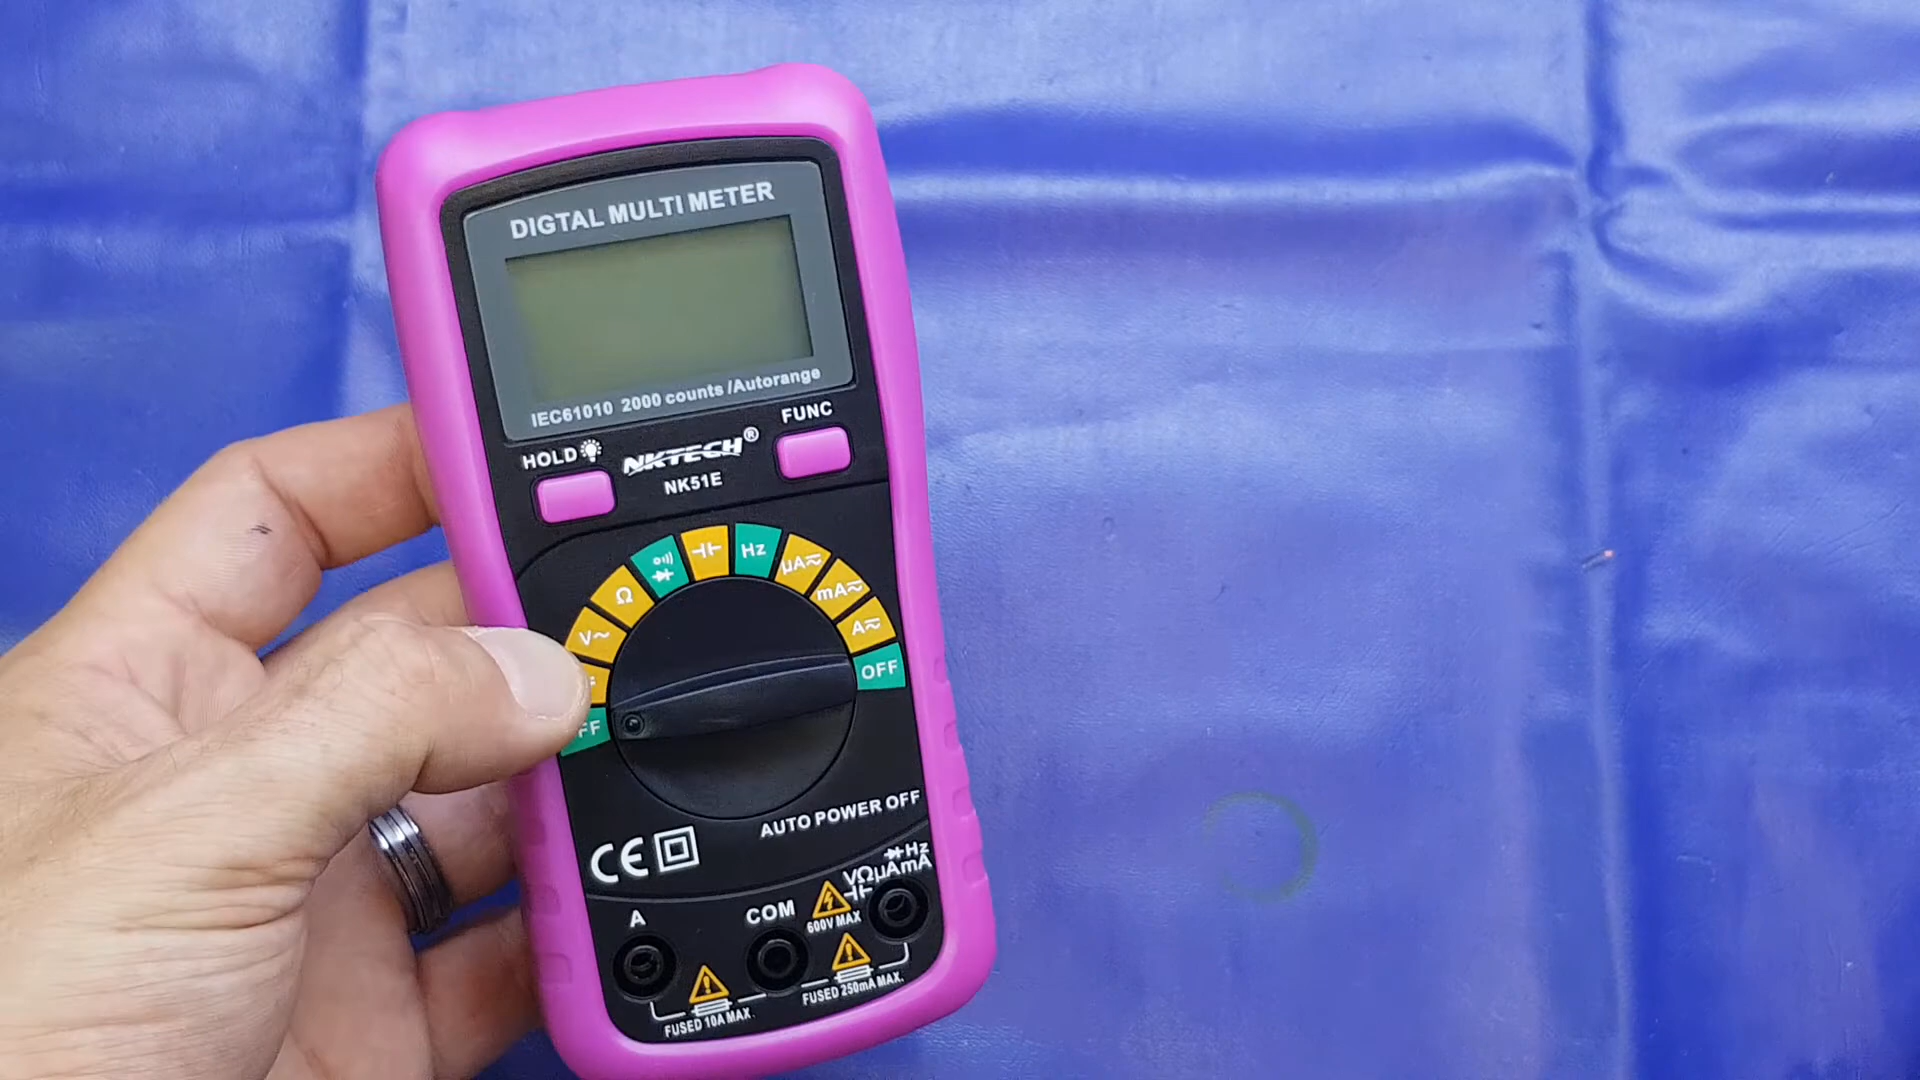 DIGTAL MULTI METER
IEC61010 2000 counts /Autorange
HOLD
FUNC
NKTECH®
NK51E
Hz
µA
Ω
mA
V~
A
OFF
FF
AUTO POWER OFF
CE
Hz
VΩµAmA
A
COM
600V MAX
FUSED 10A MAX.
FUSED 250mA MAX.